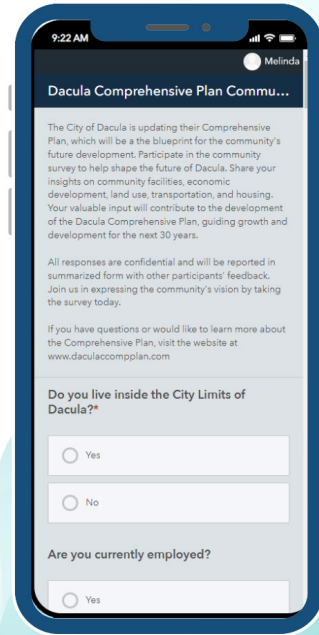 9:22 AM
Melinda
Dacula Comprehensive Plan Commu...
The City of Dacula is updating their Comprehensive
Plan, which will be a the blueprint for the community's
future development. Participate in the community
survey to help shape the future of Dacula. Share your
insights on community facilities, economic
development, land use, transportation, and housing.
Your valuable input will contribute to the development
of the Dacula Comprehensive Plan, guiding growth and
development for the next 30 years.
All responses are confidential and will be reported in
summarized form with other participants' feedback.
Join us in expressing the community's vision by taking
the survey today.
If you have questions or would like to learn more about
the Comprehensive Plan, visit the website at
www.daculaccompplan.com
Do you live inside the City Limits of
Dacula?*
Yes
No
Are you currently employed?
Yes